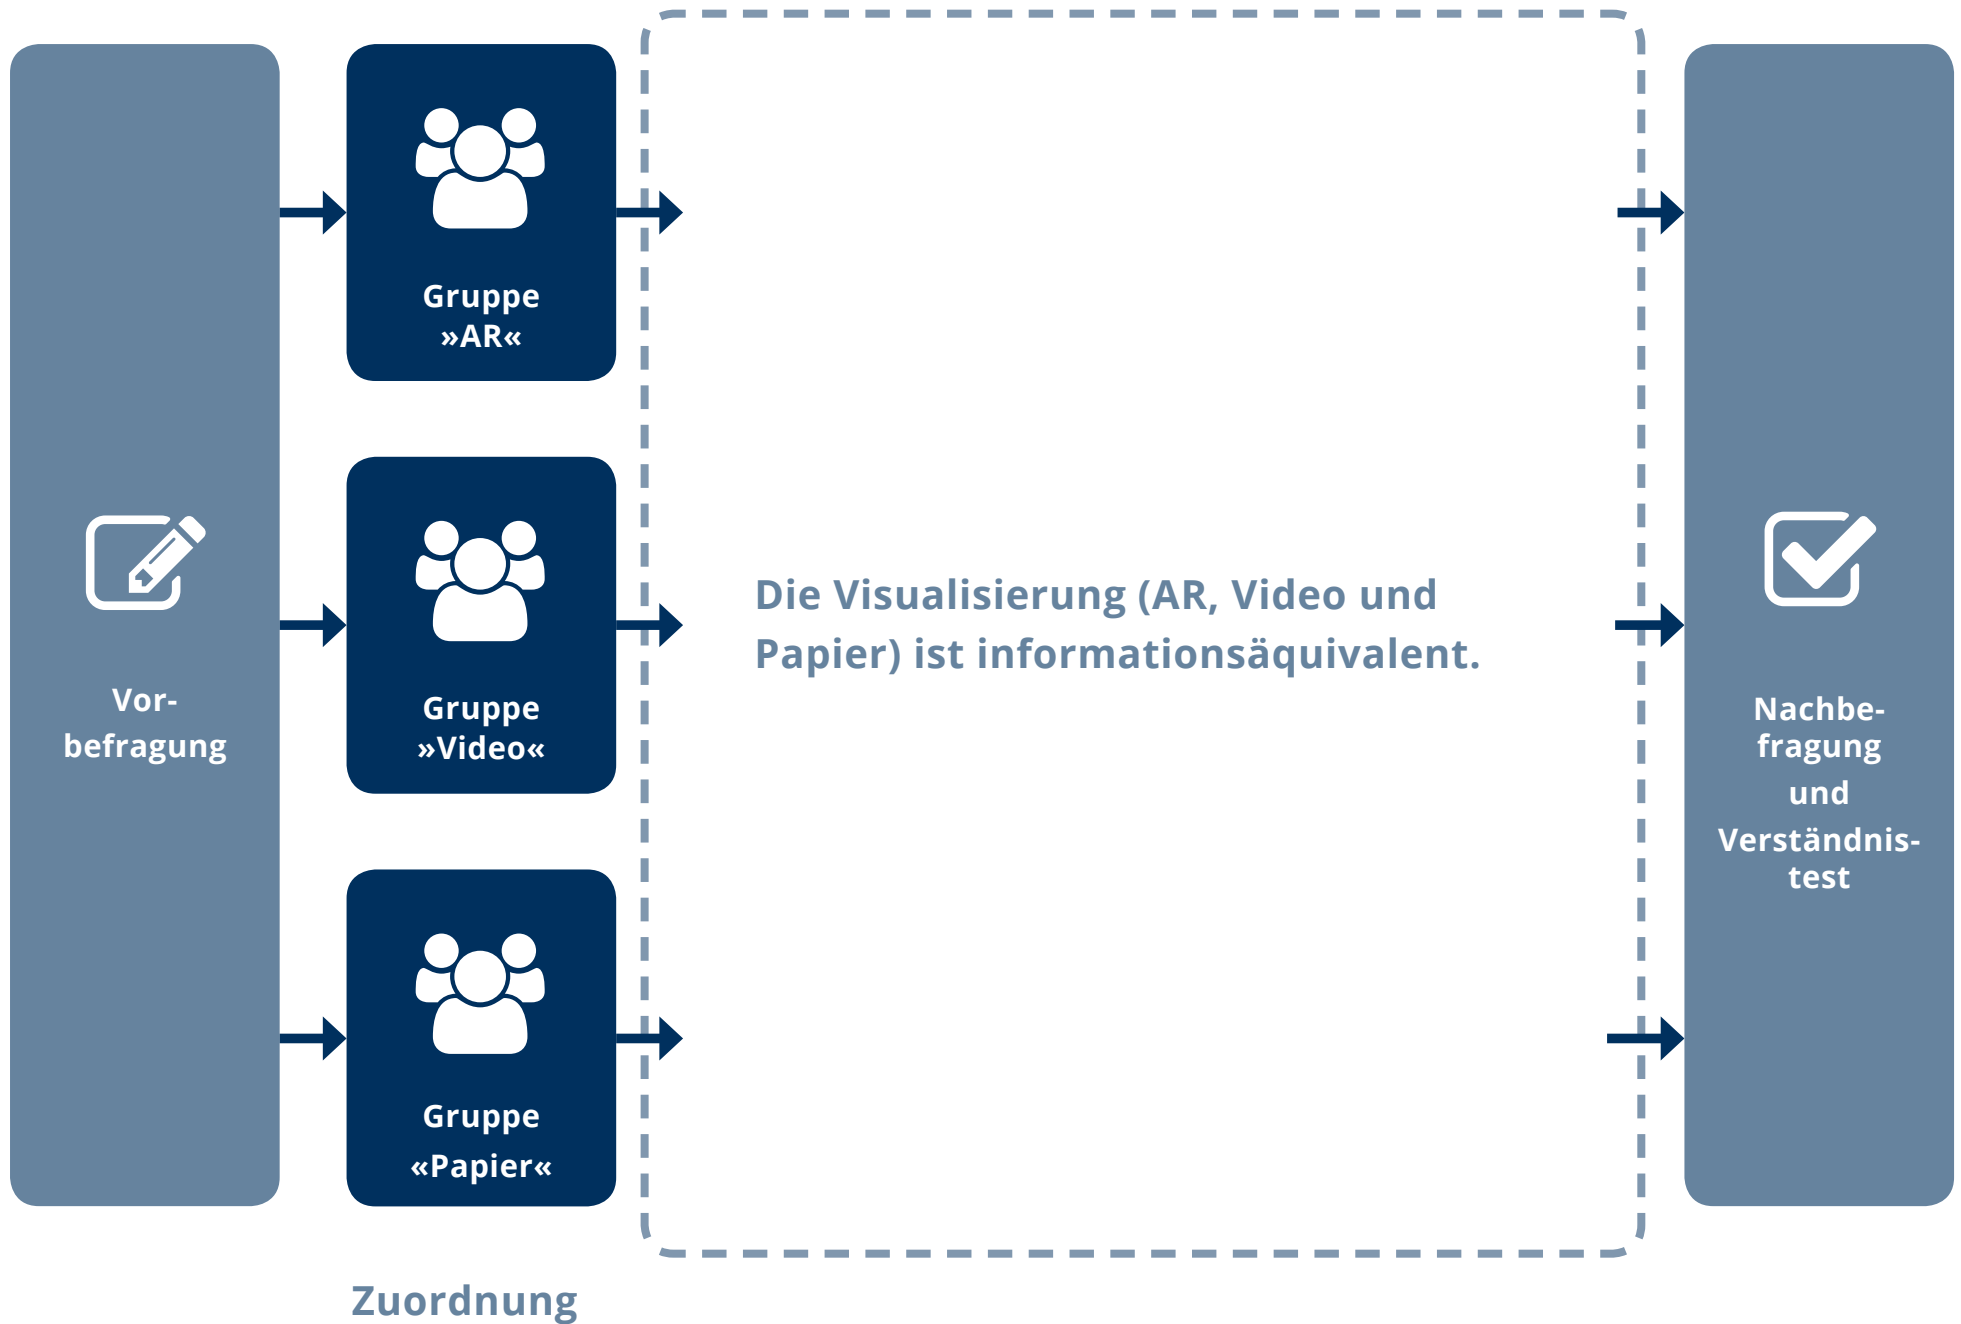 Vor-
befragung
Gruppe
»AR«
Gruppe
»Video«
Gruppe
«Papier«
Zuordnung
Die Visualisierung (AR, Video und
Papier) ist informationsäquivalent.
Nachbe-
fragung
und
Verständnis-
test